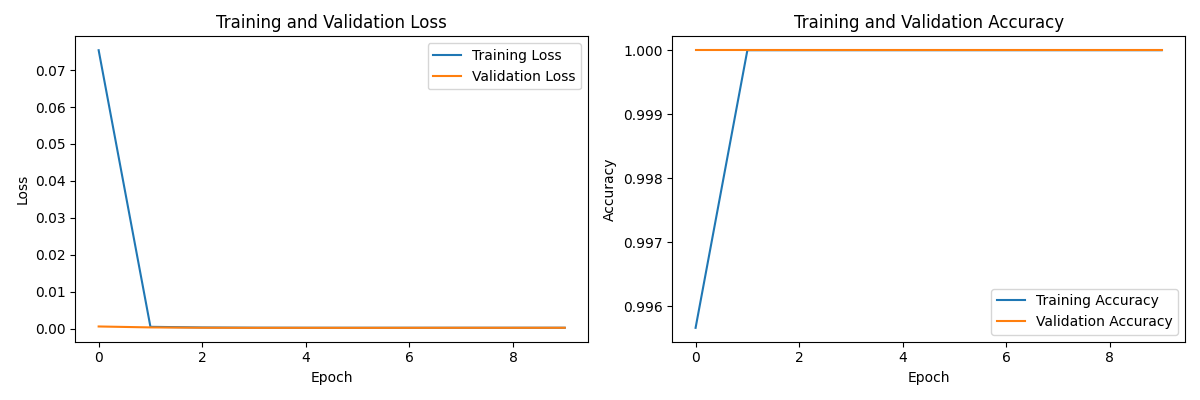 Training and Validation Loss
Training Loss
Validation Loss
0.07
0.06
0.05
0.04
0.03
0.02
0.01
0.00
Loss
0
2
4
6
8
Epoch
Training and Validation Accuracy
1.000
0.999
0.998
0.997
0.996
Accuracy
Training Accuracy
Validation Accuracy
0
2
4
6
8
Epoch